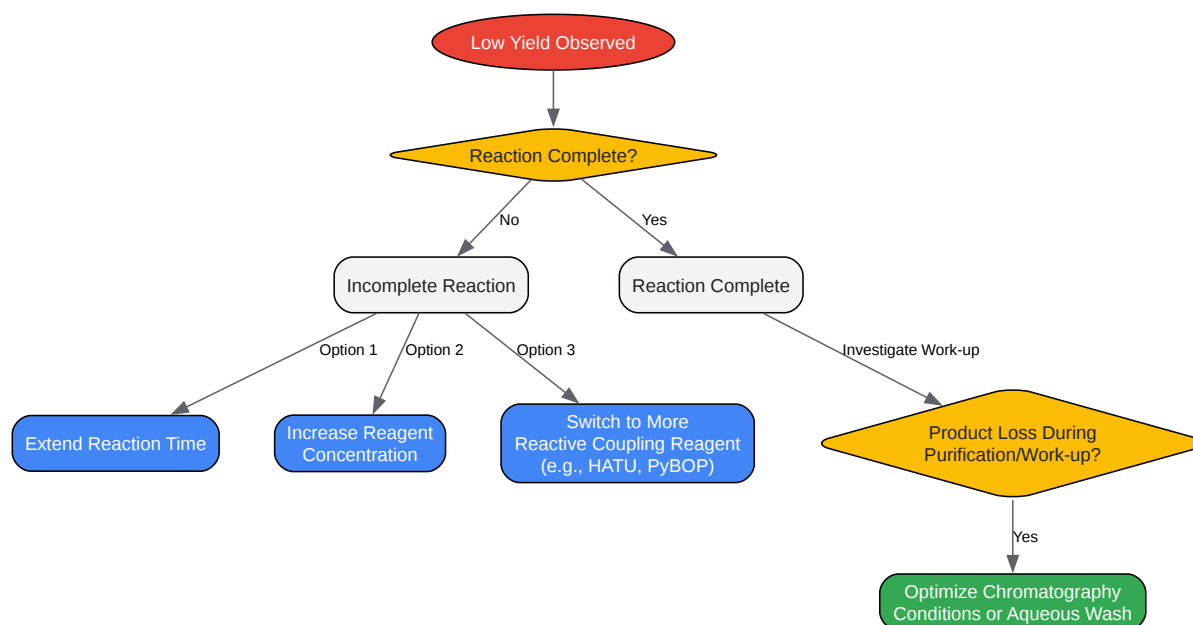 Low Yield Observed
Reaction Complete?
No
Yes
Incomplete Reaction
Reaction Complete
Option 1
Option 2
Option 3
Investigate Work-up
Extend Reaction Time
Increase Reagent
Concentration
Switch to More
Reactive Coupling Reagent
(e.g., HATU, PyBOP)
Product Loss During
Purification/Work-up?
Yes
Optimize Chromatography
Conditions or Aqueous Wash